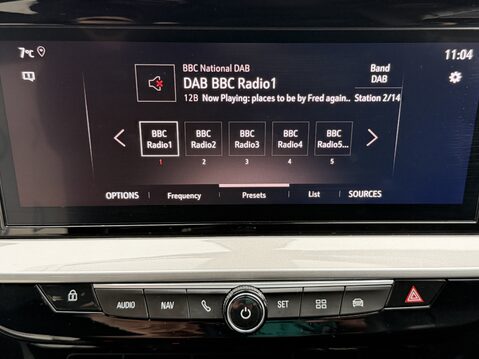 7°C
11:04
BBC National DAB
DAB BBC Radio1
12B Now Playing: places to be by Fred again..
Band
DAB
Station 2/14
BBC Radio1
BBC Radio2
BBC Radio3
BBC Radio4
BBC Radio5...
1 2 3 4 5
OPTIONS Frequency Presets List SOURCES
AUDIO NAV SET